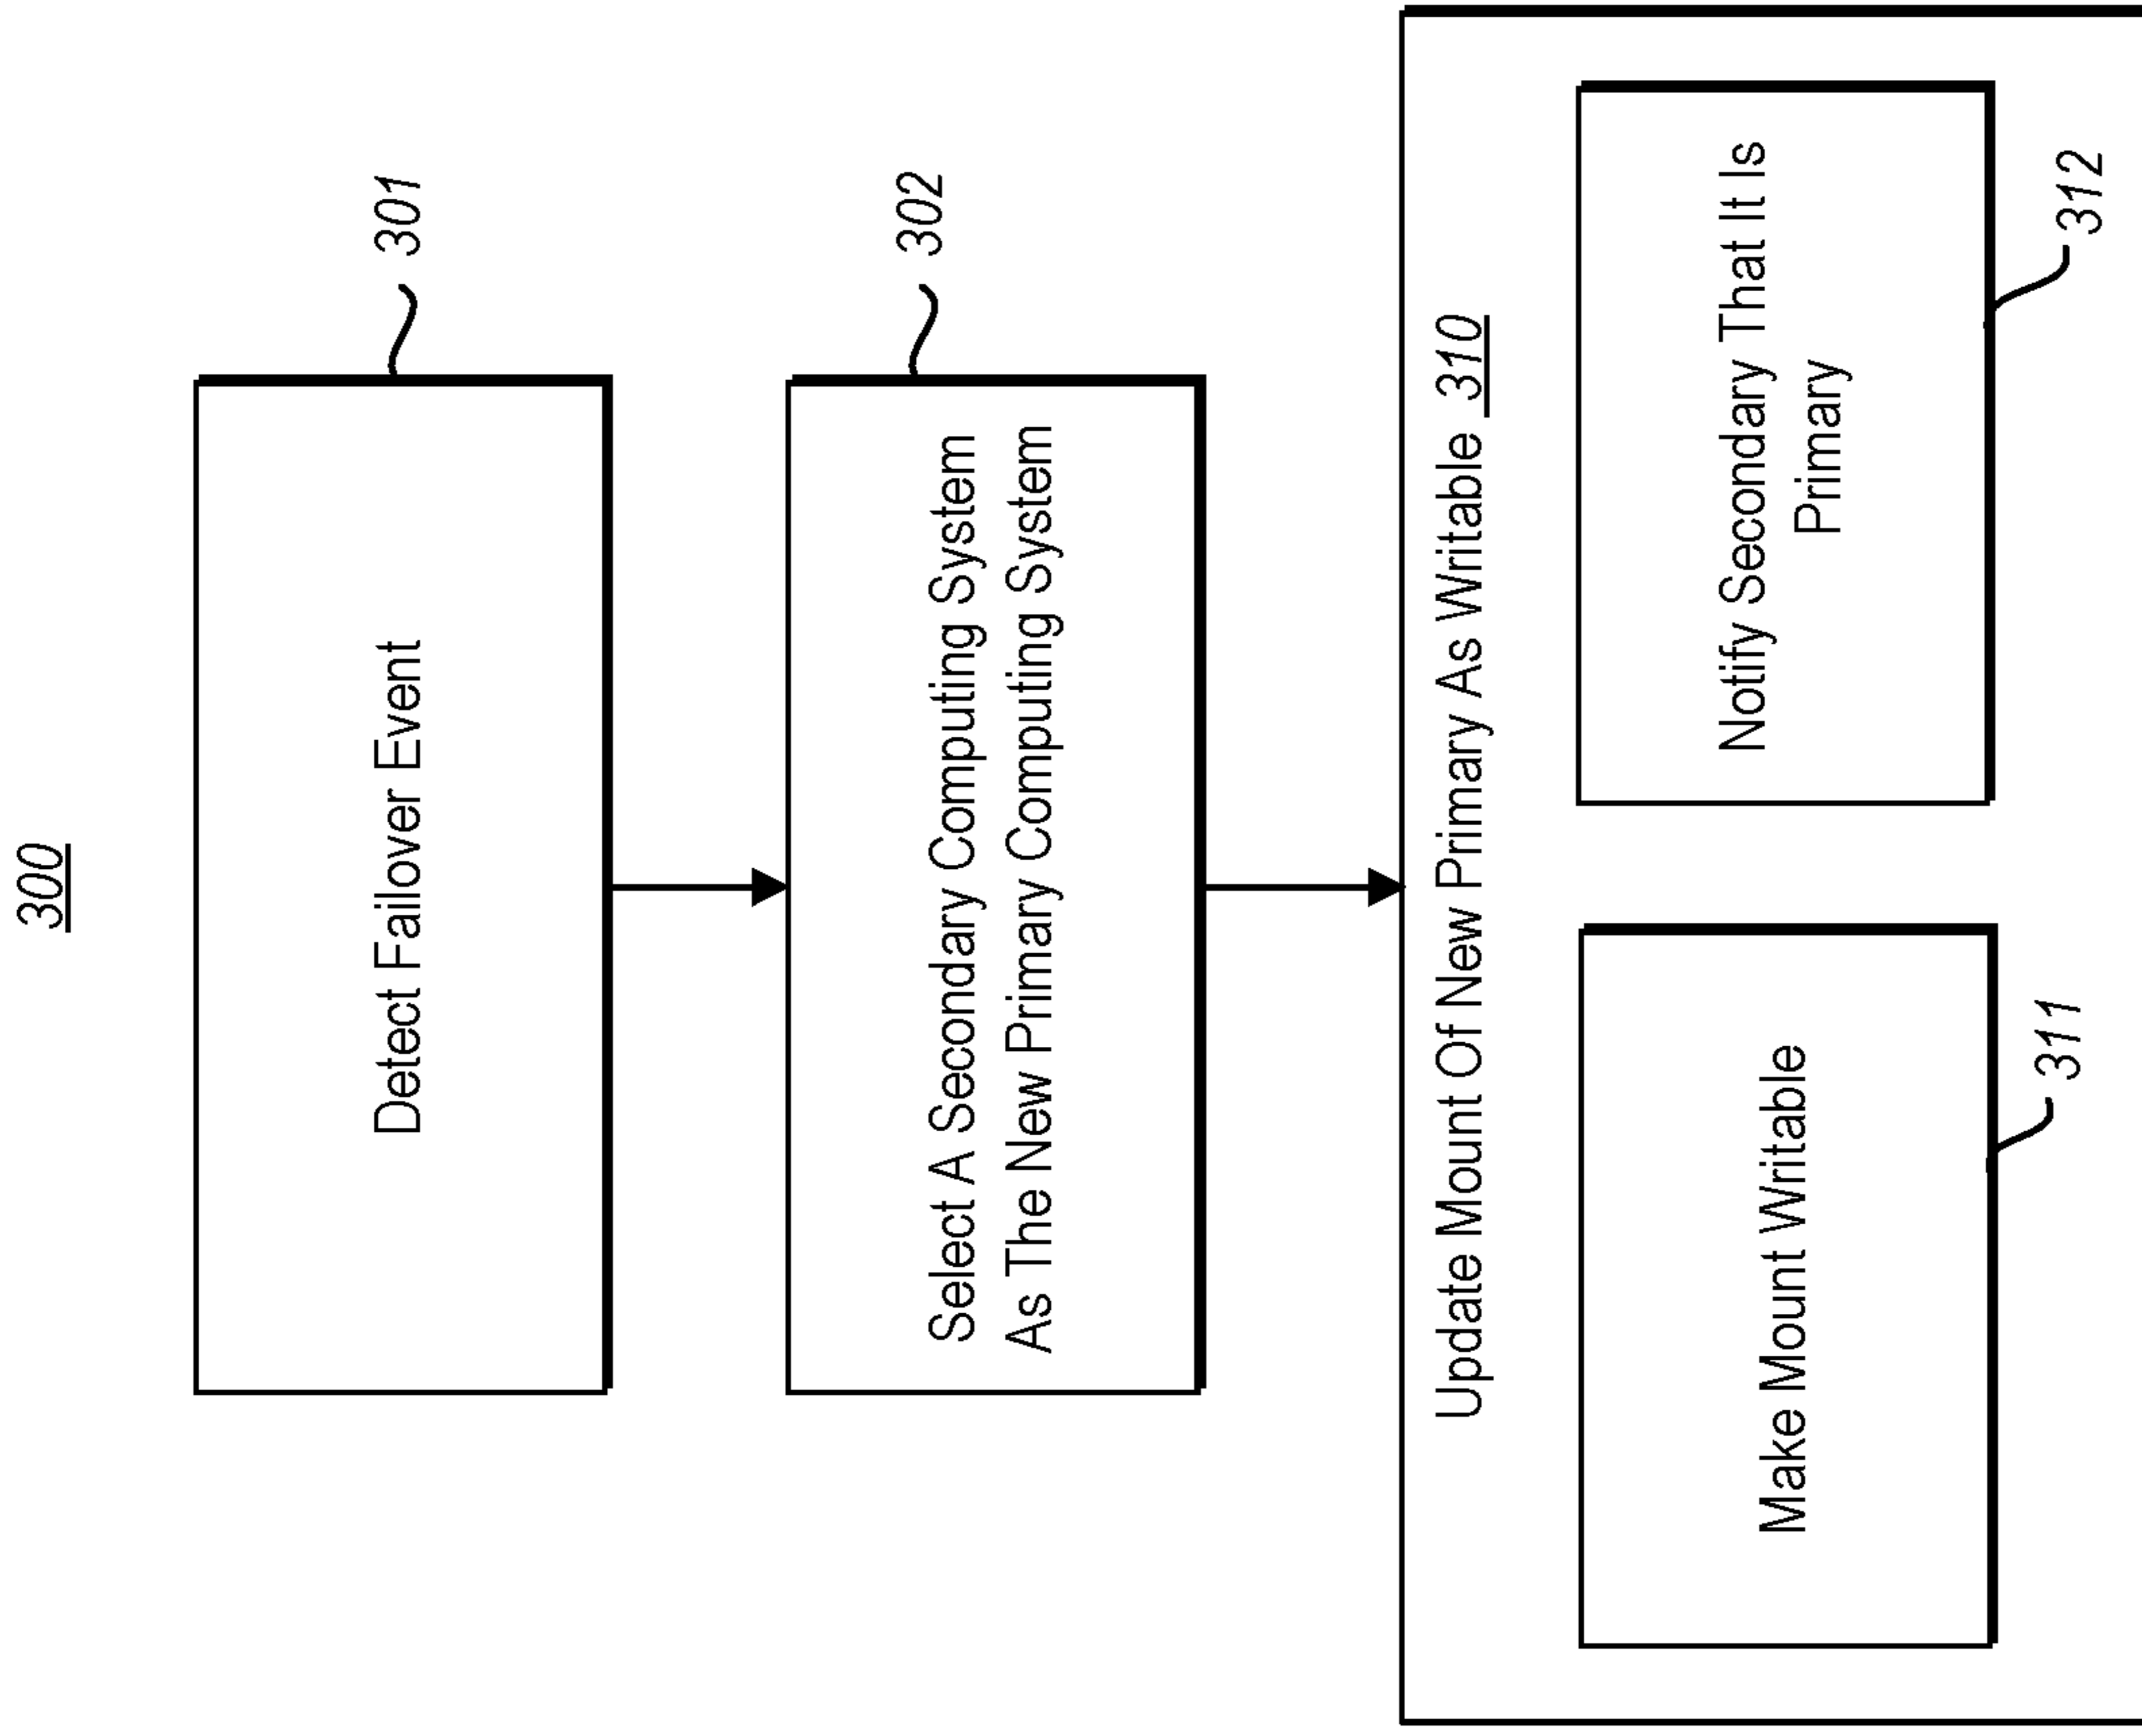 300
Detect Failover Event
301
Select A Secondary Computing System
As The New Primary Computing System
302
Update Mount Of New Primary As Writable 310
Make Mount Writable
311
Notify Secondary That It Is
Primary
312